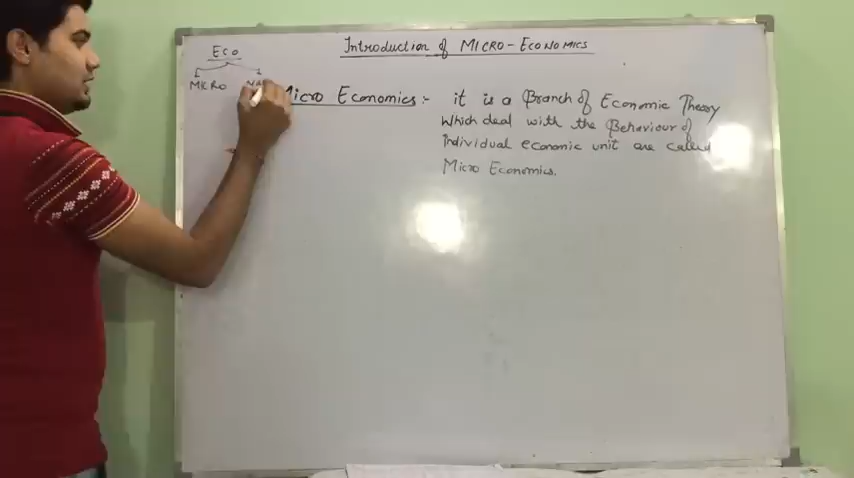 Introduction of MICRO-ECONOMICS
ECO
MICRO
Micro Economics :- it is a Branch of Economic Theory
Which deal with the Behaviour of
individual economic unit are called
Micro Economics.